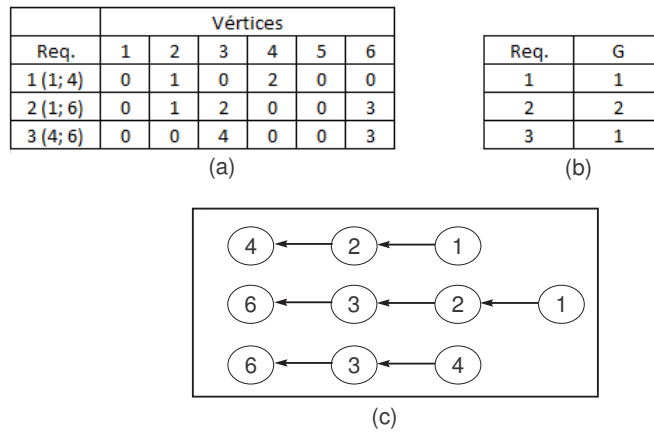 Vértices
Req. 1 2 3 4 5 6
1 (1; 4) 0 1 0 2 0 0
2 (1; 6) 0 1 2 0 0 3
3 (4; 6) 0 0 4 0 0 3
(a)
Req. G
1 1
2 2
3 1
(b)
4 2 1
6 3 2 1
6 3 4
(c)